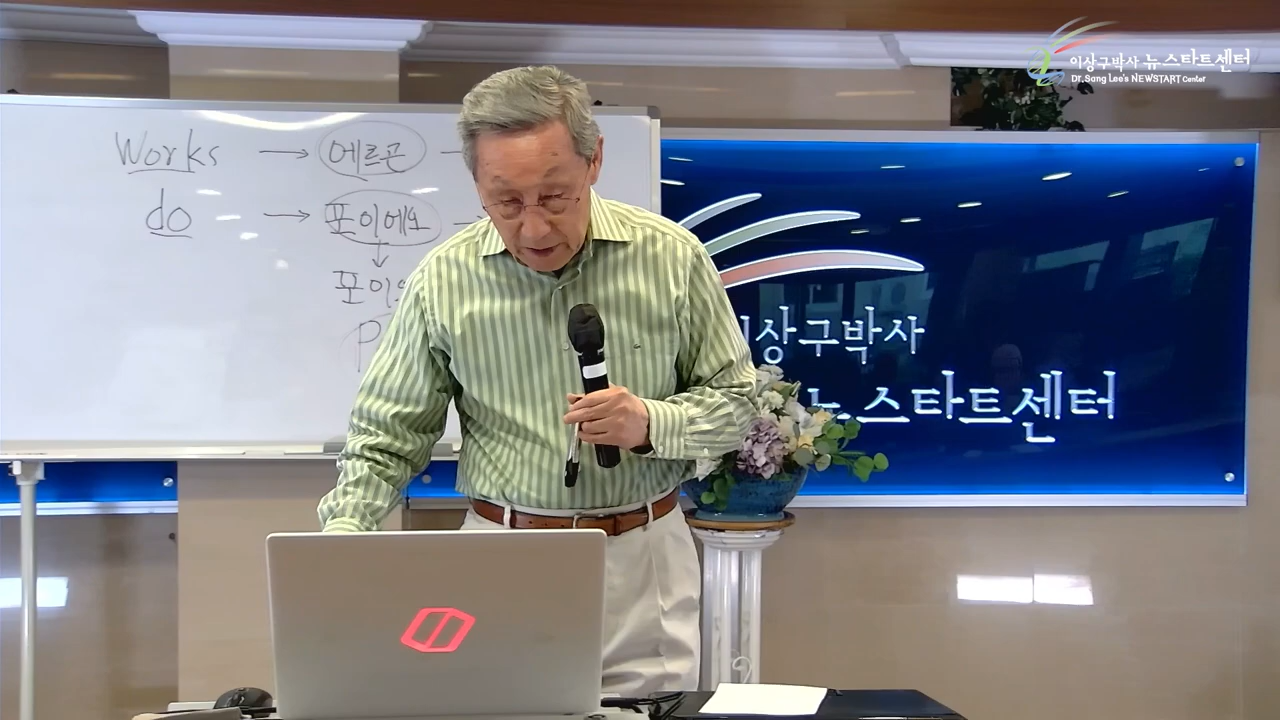 이상구박사 뉴스타트센터
Dr. Sang Lee's NEWSTART Center
Works → 에르곤 —
do → 포이에오 —
↓
포이
P
이상구박사
뉴스타트센터